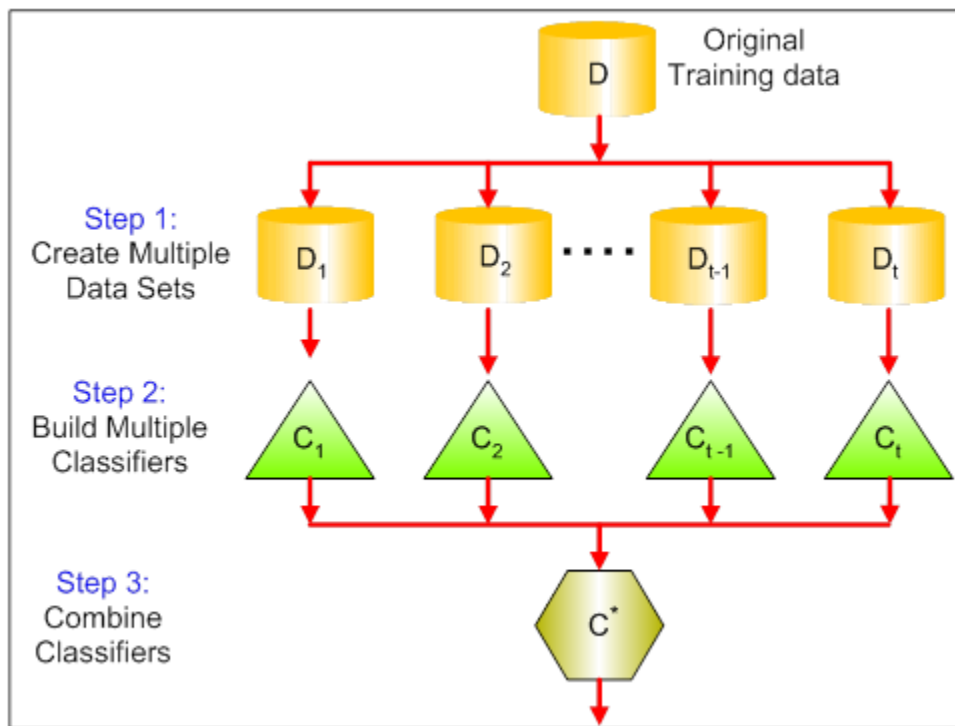 D
Original
Training data
Step 1:
Create Multiple
Data Sets
D1
D2
....
Dt-1
Dt
Step 2:
Build Multiple
Classifiers
C1
C2
Ct-1
Ct
Step 3:
Combine
Classifiers
C*